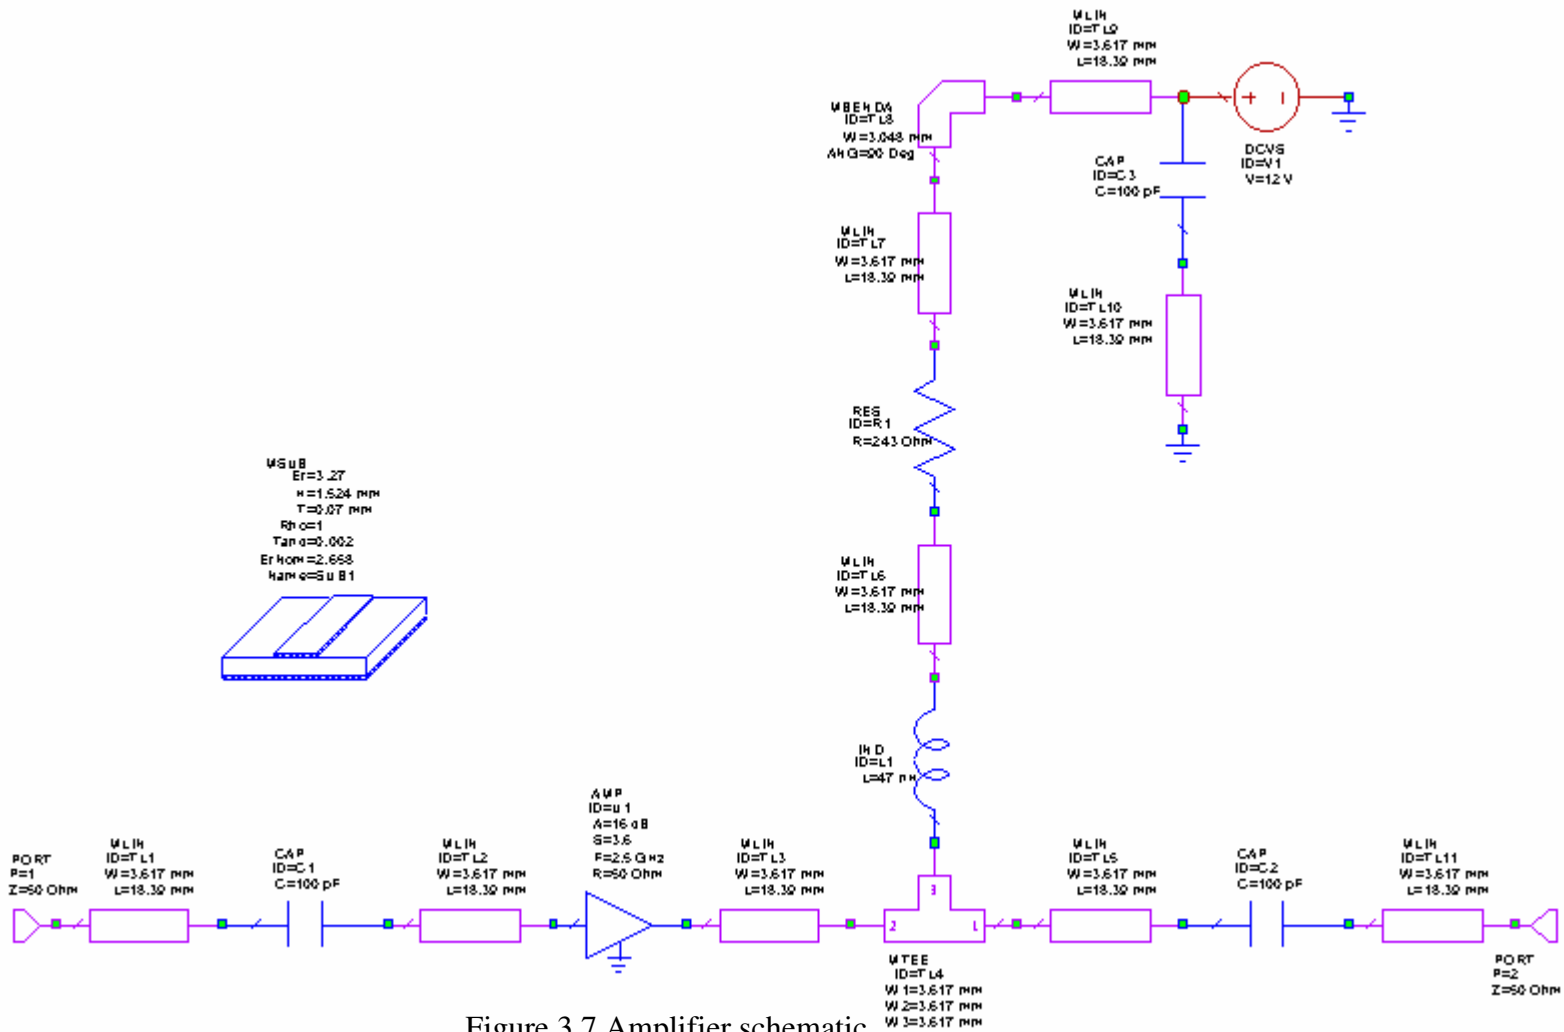 MLIN
ID=TL9
W=3.617 mm
L=18.39 mm
MBENDA
ID=TL8
W=3.048 mm
ANG=90 Deg
DCVS
ID=V1
V=12 V
CAP
ID=C3
C=100 pF
MLIN
ID=TL7
W=3.617 mm
L=18.39 mm
MLIN
ID=TL10
W=3.617 mm
L=18.39 mm
RES
ID=R1
R=243 Ohm
MSUB
Er=3.27
H=1.524 mm
T=0.07 mm
Rho=1
Tand=0.002
ErNom=2.658
Name=SUB1
MLIN
ID=TL6
W=3.617 mm
L=18.39 mm
IND
ID=L1
L=47 nH
AMP
ID=U1
A=16 dB
S=3.6
F=2.5 GHz
R=50 Ohm
PORT
P=1
Z=50 Ohm
MLIN
ID=TL1
W=3.617 mm
L=18.39 mm
CAP
ID=C1
C=100 pF
MLIN
ID=TL2
W=3.617 mm
L=18.39 mm
MLIN
ID=TL3
W=3.617 mm
L=18.39 mm
MLIN
ID=TL5
W=3.617 mm
L=18.39 mm
CAP
ID=C2
C=100 pF
MLIN
ID=TL11
W=3.617 mm
L=18.39 mm
3
2
1
MTEE
ID=TL4
W1=3.617 mm
W2=3.617 mm
W3=3.617 mm
PORT
P=2
Z=50 Ohm
Figure 3.7 Amplifier schematic